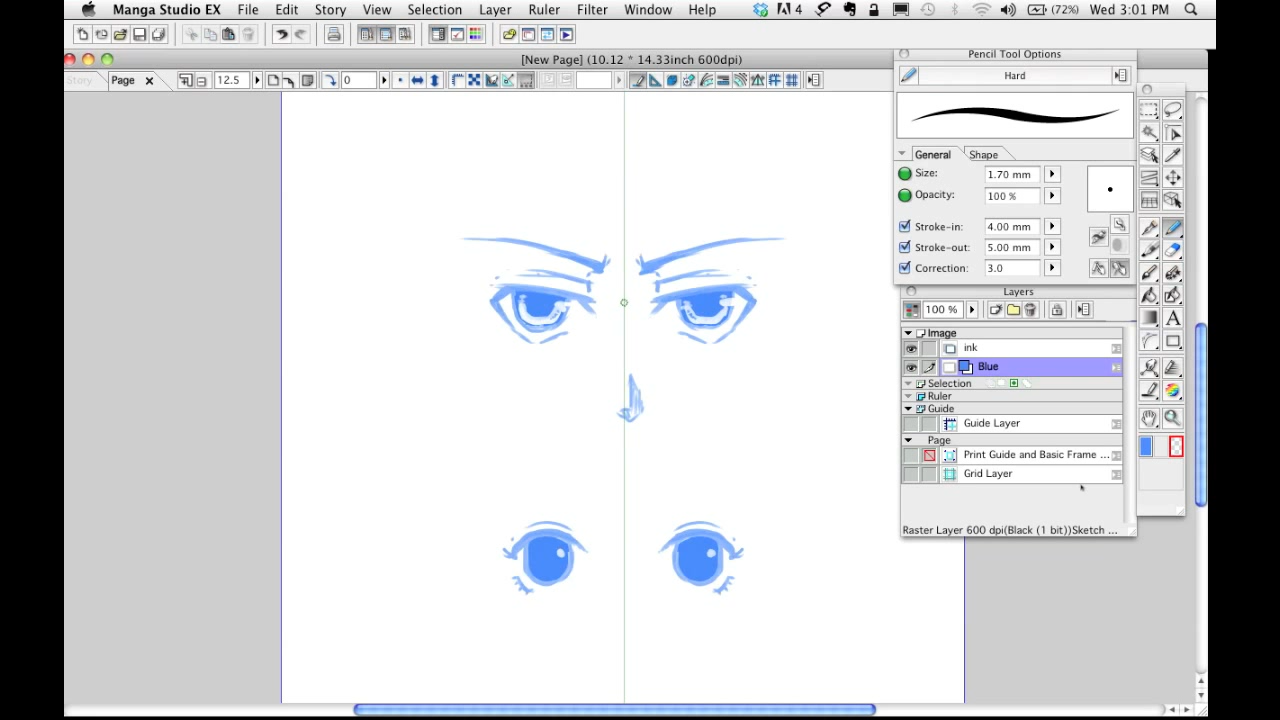 Manga Studio EX File Edit Story View Selection Layer Ruler Filter Window Help 4 (72%) Wed 3:01 PM
[New Page] (10.12 * 14.33inch 600dpi)
Story Page 12.5 0
Pencil Tool Options
Hard
General Shape
Size: 1.70 mm
Opacity: 100 %
Stroke-in: 4.00 mm
Stroke-out: 5.00 mm
Correction: 3.0
Layers
100 %
Image
ink
Blue
Selection
Ruler
Guide
Guide Layer
Page
Print Guide and Basic Frame ...
Grid Layer
Raster Layer 600 dpi(Black (1 bit))Sketch ...
A